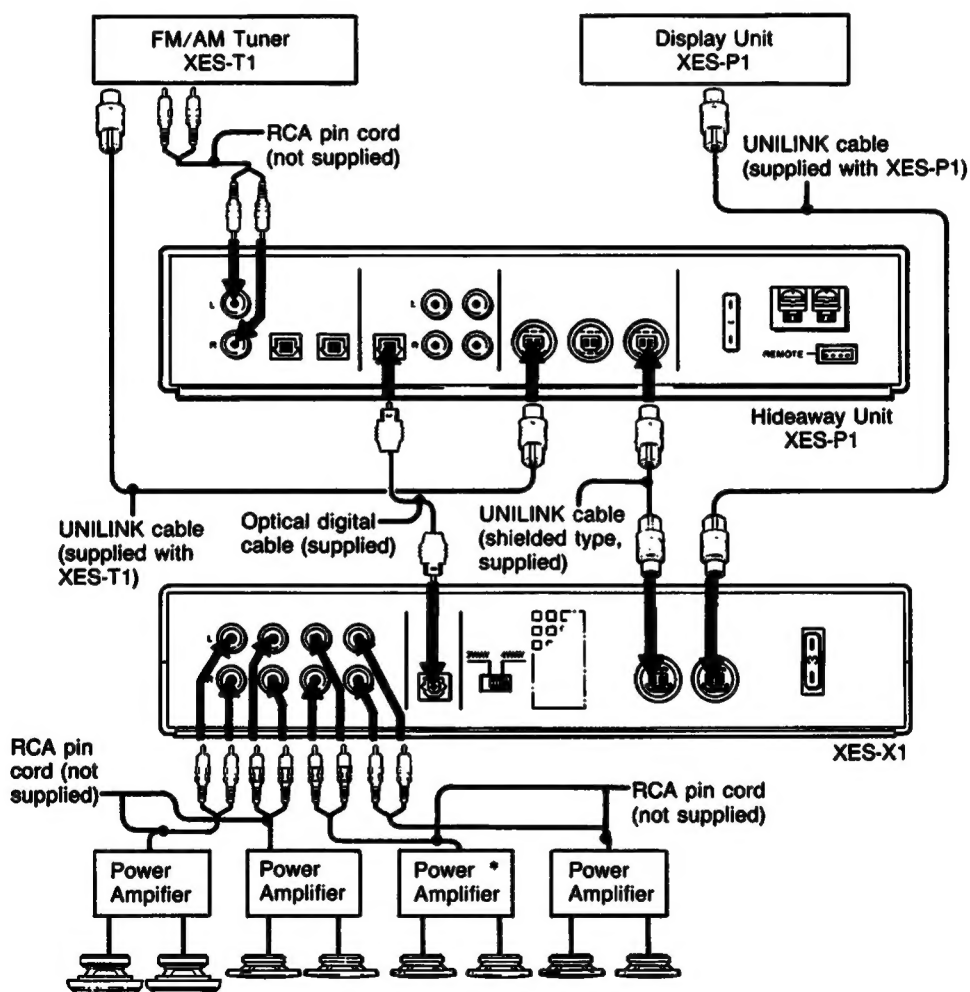 FM/AM Tuner
XES-T1
Display Unit
XES-P1
RCA pin cord
(not supplied)
UNILINK cable
(supplied with XES-P1)
L
R
L
R
REMOTE
Hideaway Unit
XES-P1
UNILINK cable
(supplied with
XES-T1)
Optical digital
cable (supplied)
UNILINK cable
(shielded type,
supplied)
L
R
3WAY 4WAY
XES-X1
RCA pin
cord (not
supplied)
RCA pin cord
(not supplied)
Power
Ampifier
Power
Amplifier
Power *
Amplifier
Power
Amplifier